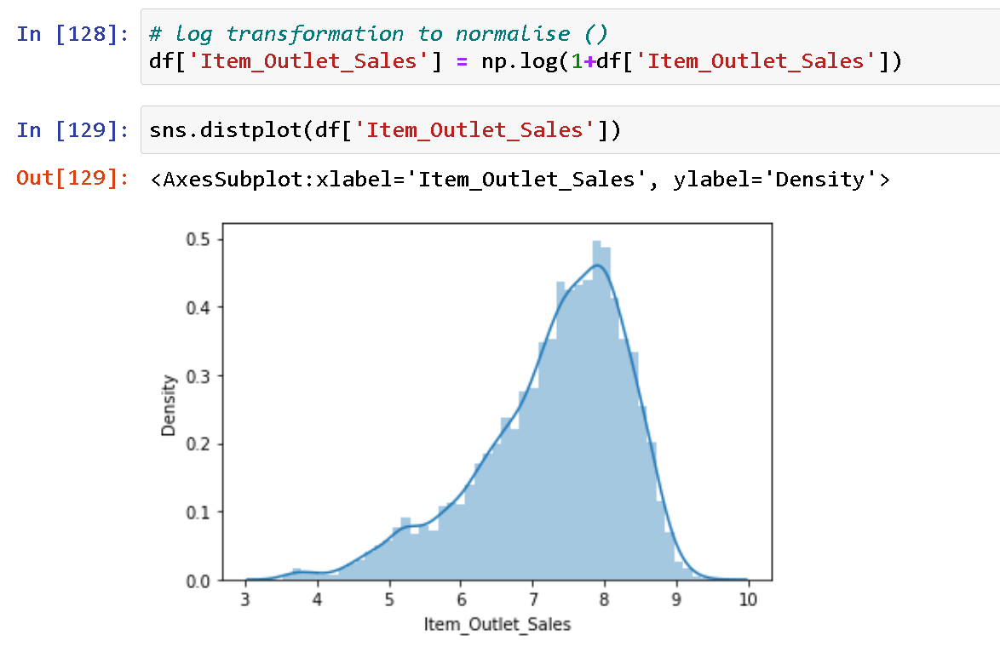 In [128]: # log transformation to normalise ()
df['Item_Outlet_Sales'] = np.log(1+df['Item_Outlet_Sales'])
In [129]: sns.distplot(df['Item_Outlet_Sales'])
Out[129]: <AxesSubplot:xlabel='Item_Outlet_Sales', ylabel='Density'>
0.5
0.4
0.3
0.2
0.1
0.0
Density
3 4 5 6 7 8 9 10
Item_Outlet_Sales